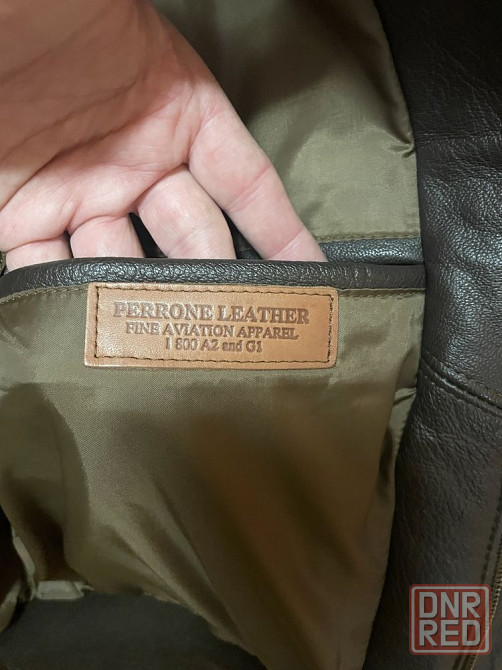 PERRONE LEATHER
FINE AVIATION APPAREL
1 800 A2 and G1
DNR
RED